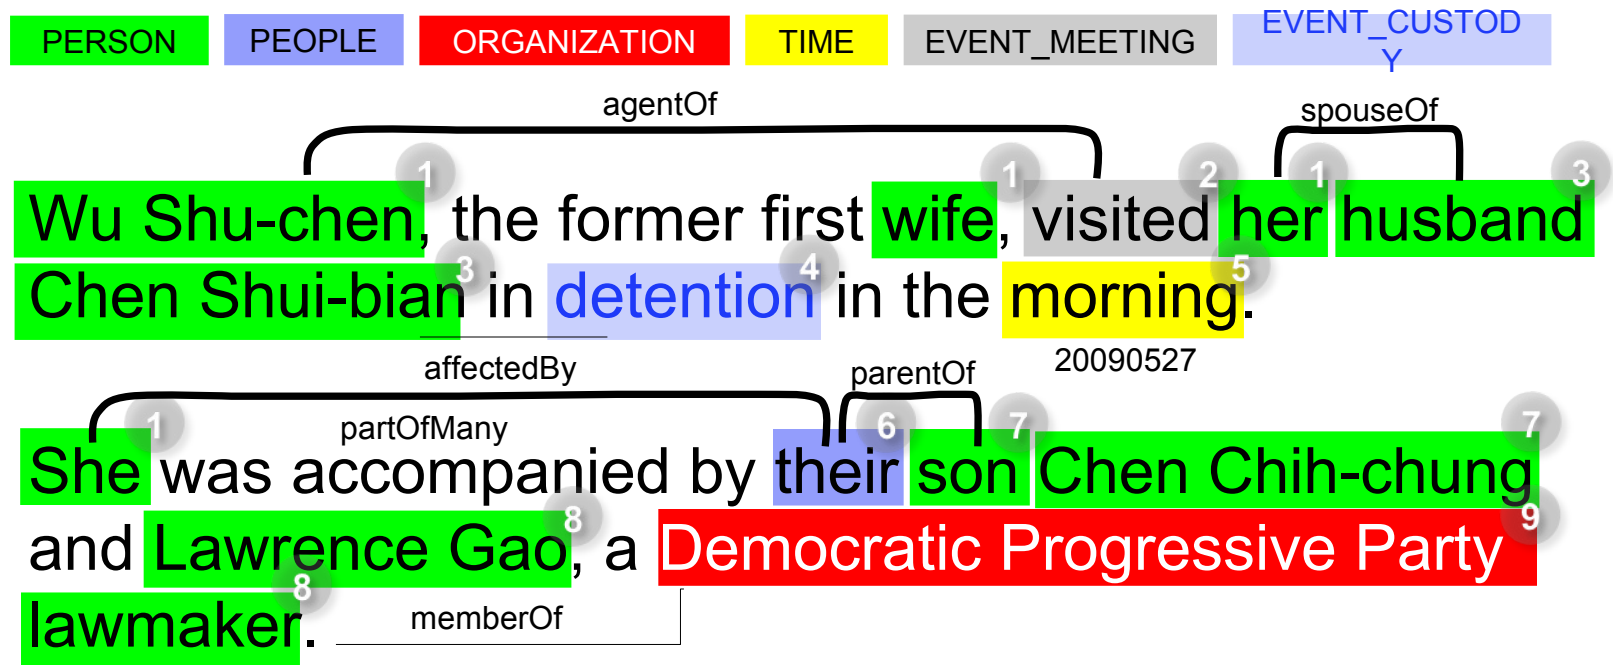 PERSON PEOPLE ORGANIZATION TIME EVENT_MEETING EVENT_CUSTOD
Y
agentOf spouseOf
1 1 2 1 3
Wu Shu-chen, the former first wife, visited her husband
3 4 5
Chen Shui-bian in detention in the morning.
affectedBy parentOf 20090527
1 partOfMany 6 7 7
She was accompanied by their son Chen Chih-chung
8 9
and Lawrence Gao, a Democratic Progressive Party
8
lawmaker. memberOf